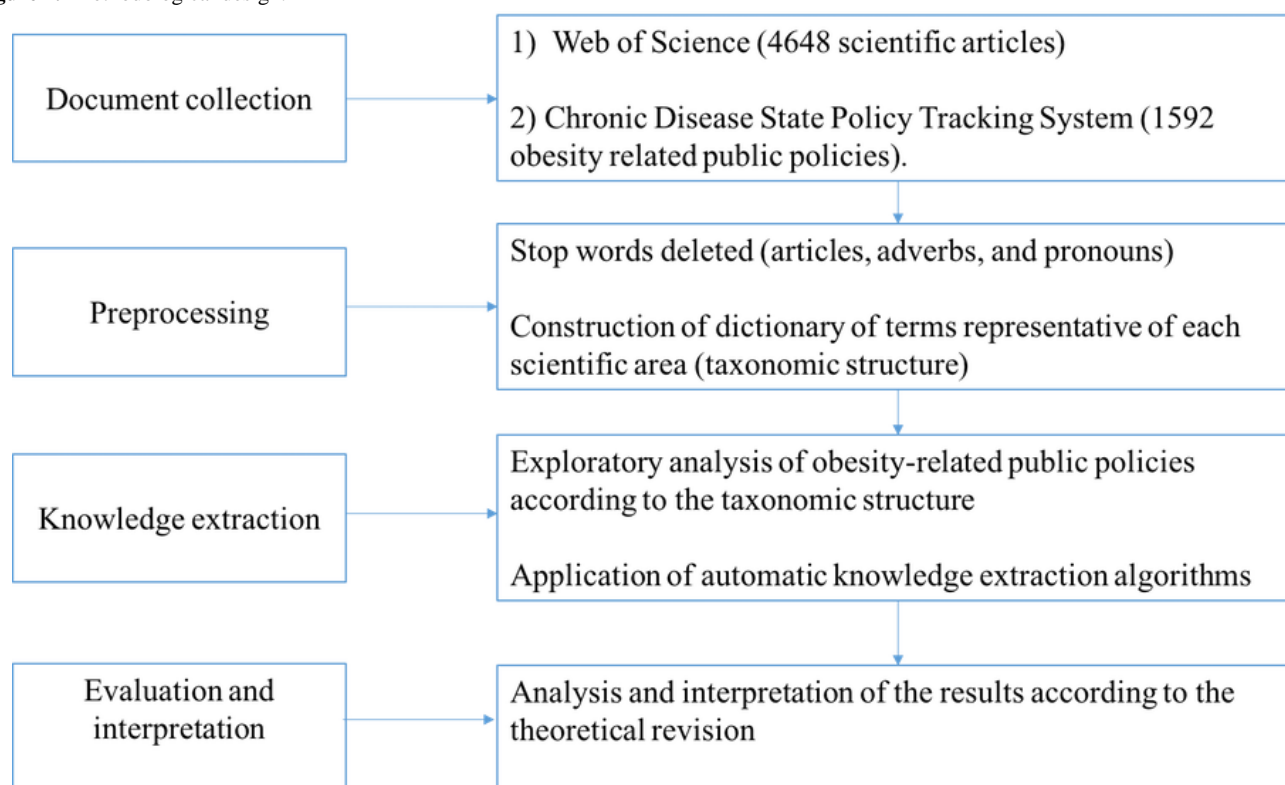 Document collection
1) Web of Science (4648 scientific articles)
2) Chronic Disease State Policy Tracking System (1592
obesity related public policies).
Preprocessing
Stop words deleted (articles, adverbs, and pronouns)
Construction of dictionary of terms representative of each
scientific area (taxonomic structure)
Knowledge extraction
Exploratory analysis of obesity-related public policies
according to the taxonomic structure
Application of automatic knowledge extraction algorithms
Evaluation and
interpretation
Analysis and interpretation of the results according to the
theoretical revision